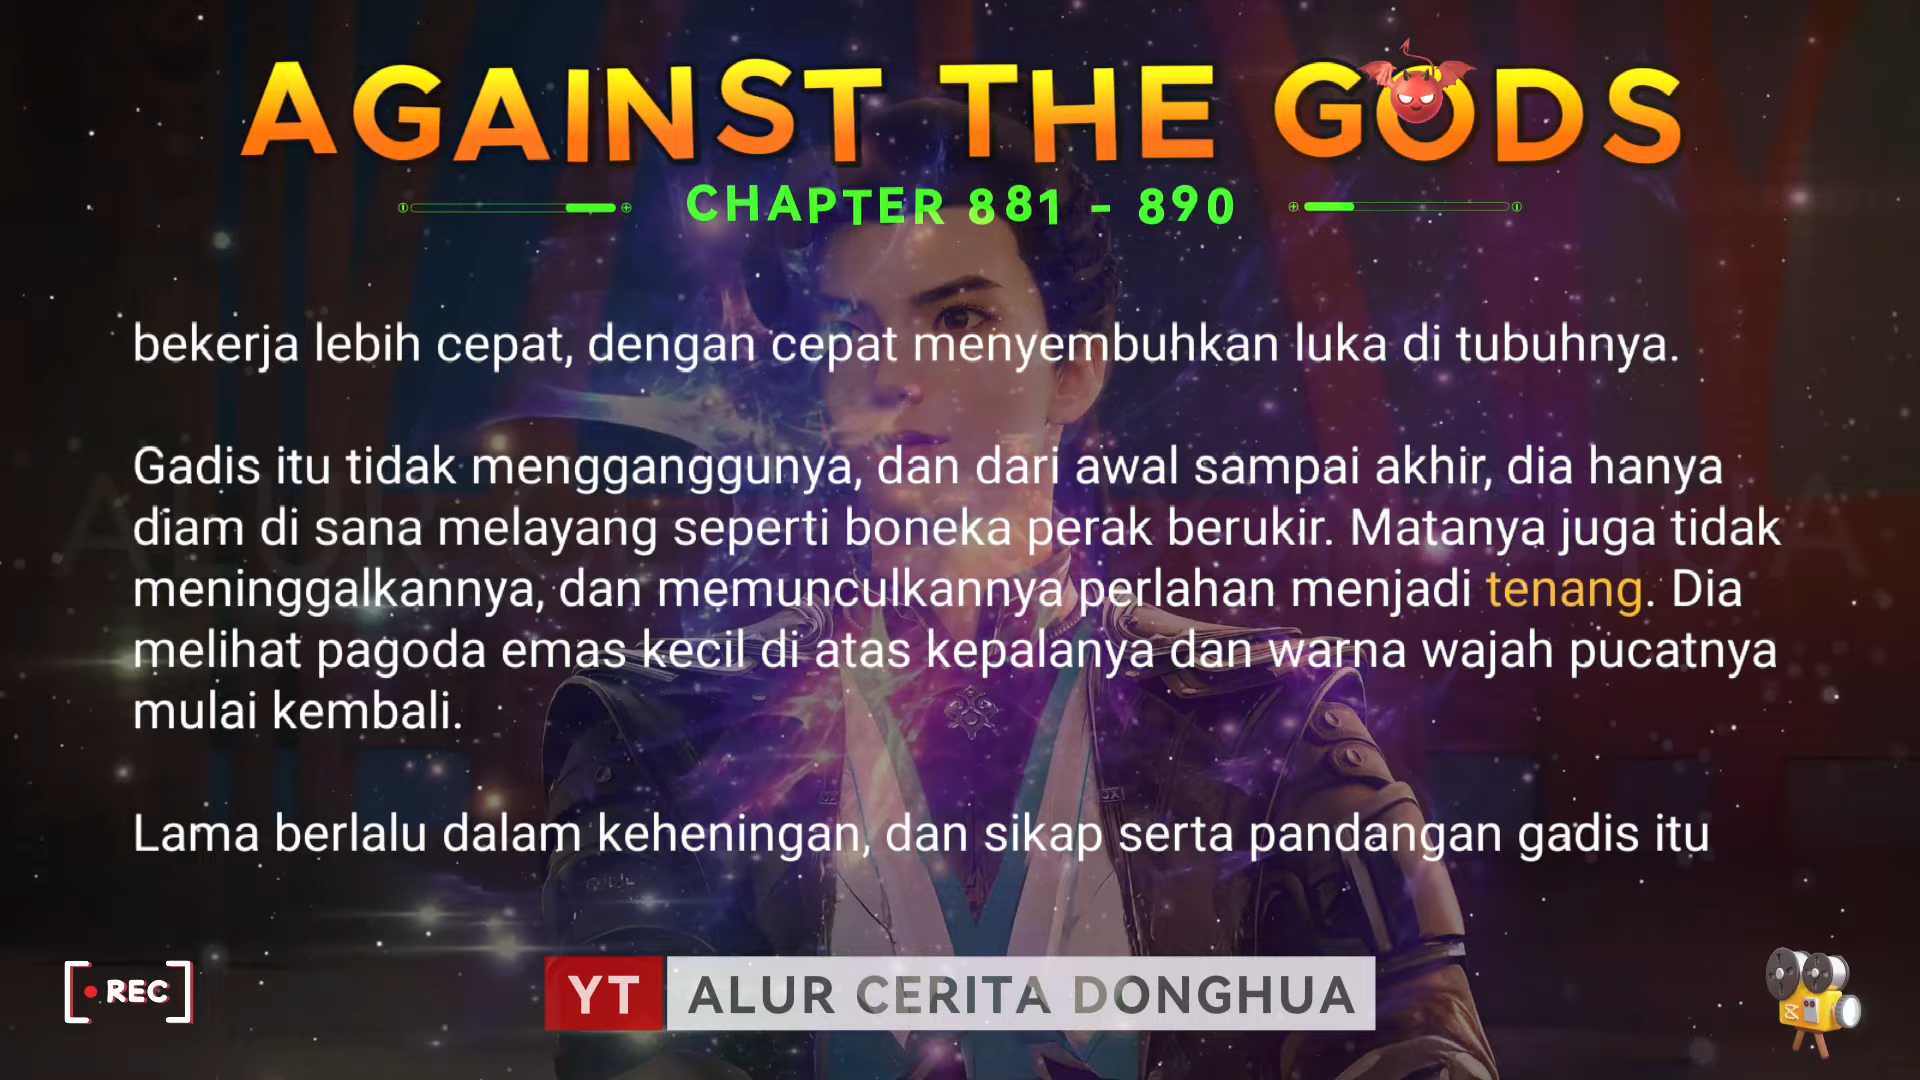 AGAINST THE GODS
CHAPTER 881 - 890
bekerja lebih cepat, dengan cepat menyembuhkan luka di tubuhnya.
Gadis itu tidak mengganggunya, dan dari awal sampai akhir, dia hanya
diam di sana melayang seperti boneka perak berukir. Matanya juga tidak
meninggalkannya, dan memunculkannya perlahan menjadi tenang. Dia
melihat pagoda emas kecil di atas kepalanya dan warna wajah pucatnya
mulai kembali.
Lama berlalu dalam keheningan, dan sikap serta pandangan gadis itu
REC
YT ALUR CERITA DONGHUA